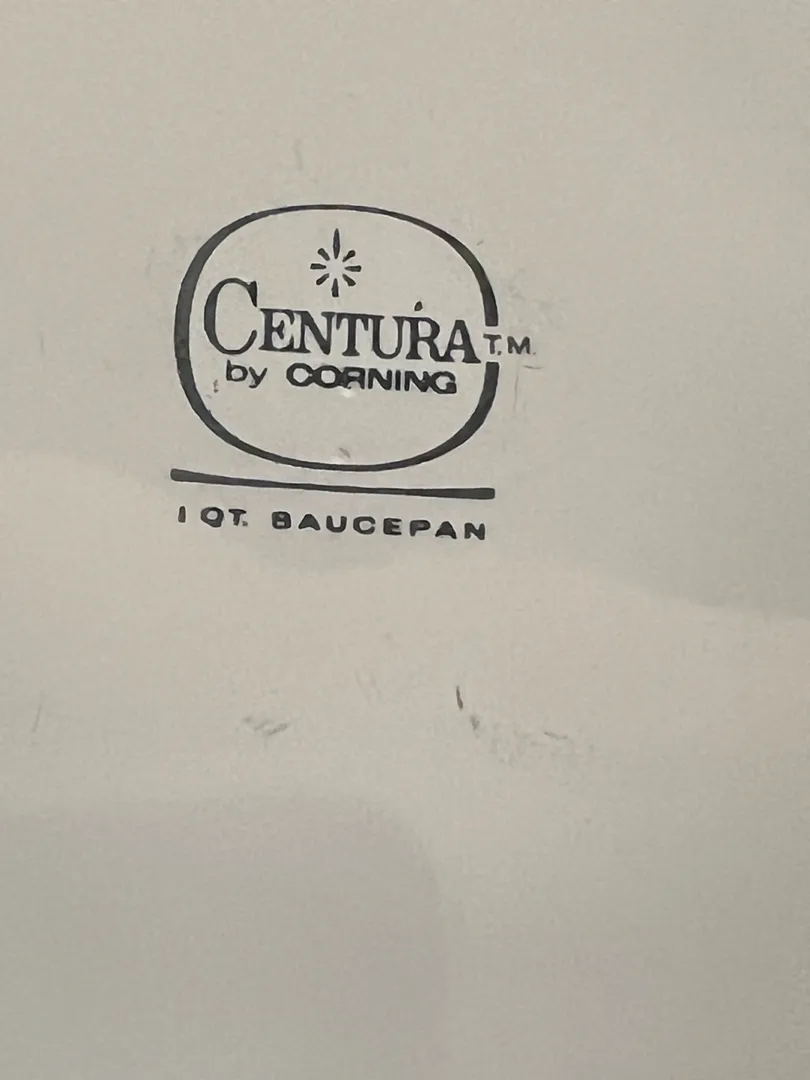 CENTURA T.M.
by CORNING
1 QT. SAUCEPAN